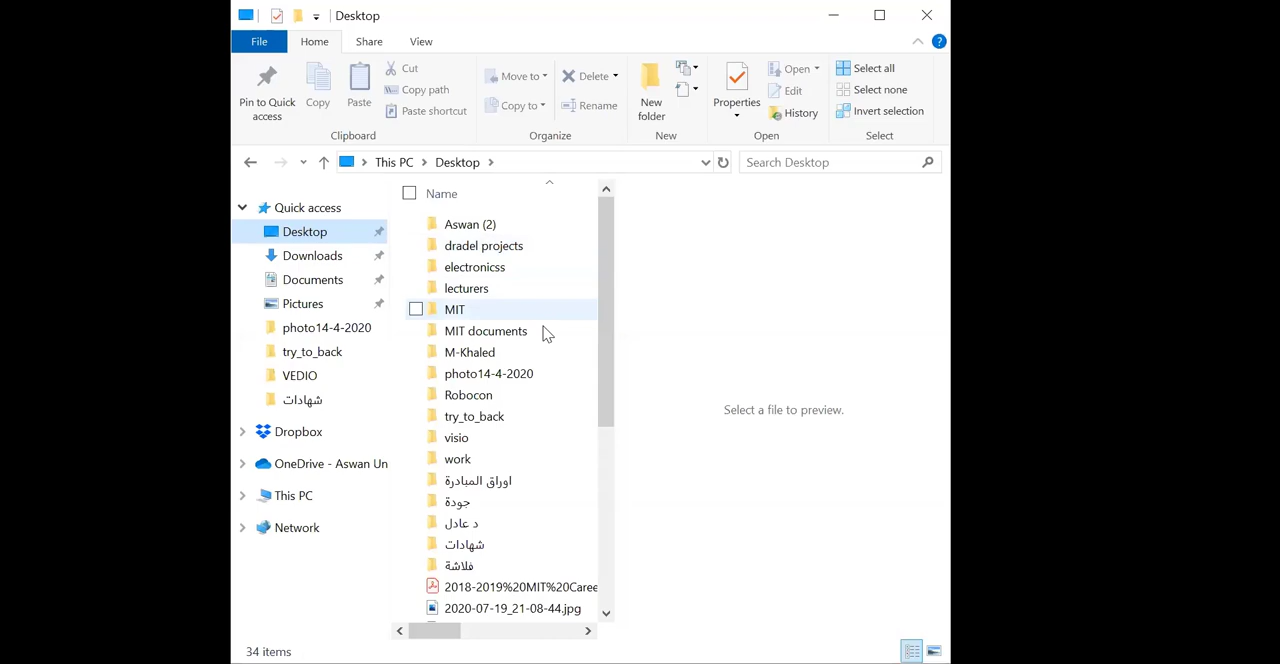 Desktop
File Home Share View
Pin to Quick access
Copy
Paste
Cut
Copy path
Paste shortcut
Clipboard
Move to
Copy to
Delete
Rename
Organize
New folder
New
Properties
Open
Edit
History
Open
Select all
Select none
Invert selection
Select
This PC Desktop
Search Desktop
Quick access
Desktop
Downloads
Documents
Pictures
photo14-4-2020
try_to_back
VEDIO
شهادات
Dropbox
OneDrive - Aswan Un
This PC
Network
Name
Aswan (2)
dradel projects
electronicss
lecturers
MIT
MIT documents
M-Khaled
photo14-4-2020
Robocon
try_to_back
visio
work
اوراق المبادرة
جودة
د عادل
شهادات
فلاشة
2018-2019%20MIT%20Caree
2020-07-19_21-08-44.jpg
Select a file to preview.
34 items